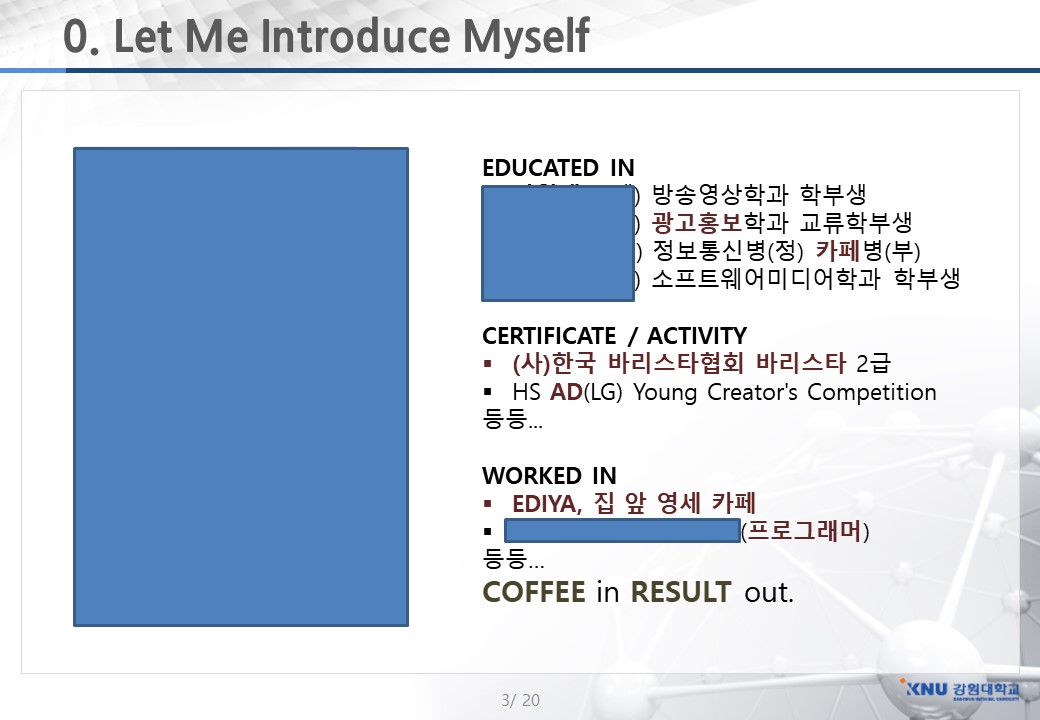 0. Let Me Introduce Myself
EDUCATED IN
) 방송영상학과 학부생
) 광고홍보학과 교류학부생
) 정보통신병(정) 카페병(부)
) 소프트웨어미디어학과 학부생
CERTIFICATE / ACTIVITY
▪ (사)한국 바리스타협회 바리스타 2급
▪ HS AD(LG) Young Creator's Competition
등등...
WORKED IN
▪ EDIYA, 집 앞 영세 카페
▪ (프로그래머)
등등...
COFFEE in RESULT out.
3/ 20
KNU 강원대학교